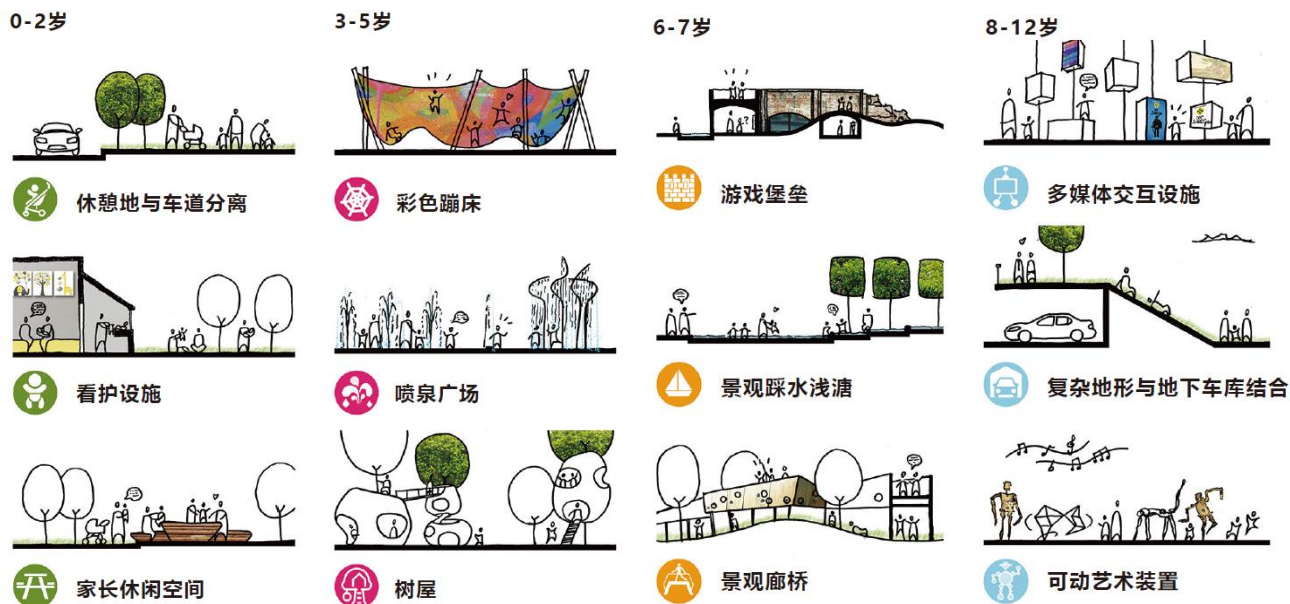 0-2岁
3-5岁
6-7岁
8-12岁
休憩地与车道分离
彩色蹦床
游戏堡垒
多媒体交互设施
看护设施
喷泉广场
景观踩水浅溏
复杂地形与地下车库结合
家长休闲空间
树屋
景观廊桥
可动艺术装置